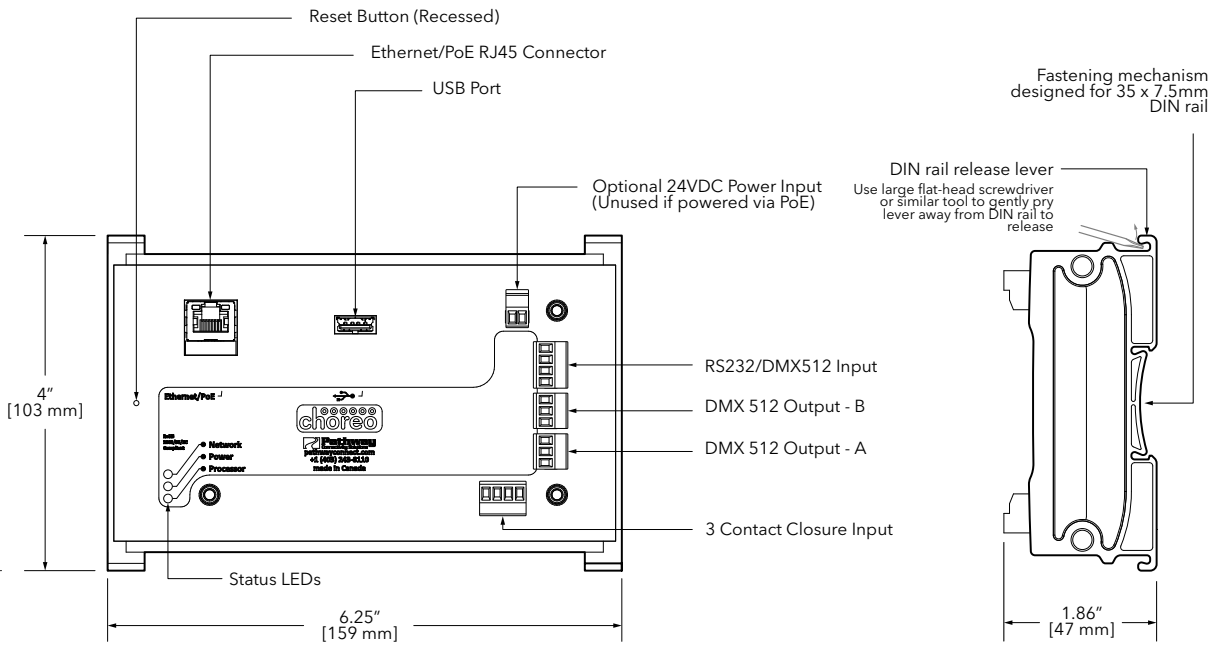 Reset Button (Recessed)
Ethernet/PoE RJ45 Connector
USB Port
Fastening mechanism
designed for 35 x 7.5mm
DIN rail
DIN rail release lever
Use large flat-head screwdriver
or similar tool to gently pry
lever away from DIN rail to
release
Optional 24VDC Power Input
(Unused if powered via PoE)
4"
[103 mm]
RS232/DMX512 Input
DMX 512 Output - B
DMX 512 Output - A
3 Contact Closure Input
Ethernet/PoE
choreo
Pathway
pathwayconnect.com
made in Canada
Network
Power
Processor
Status LEDs
6.25"
[159 mm]
1.86"
[47 mm]